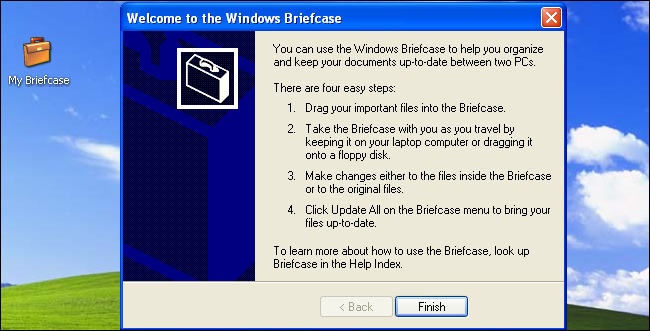 Welcome to the Windows Briefcase
My Briefcase
You can use the Windows Briefcase to help you organize
and keep your documents up-to-date between two PCs.
There are four easy steps:
1. Drag your important files into the Briefcase.
2. Take the Briefcase with you as you travel by
keeping it on your laptop computer or dragging it
onto a floppy disk.
3. Make changes either to the files inside the Briefcase
or to the original files.
4. Click Update All on the Briefcase menu to bring your
files up-to-date.
To learn more about how to use the Briefcase, look up
Briefcase in the Help Index.
< Back
Finish